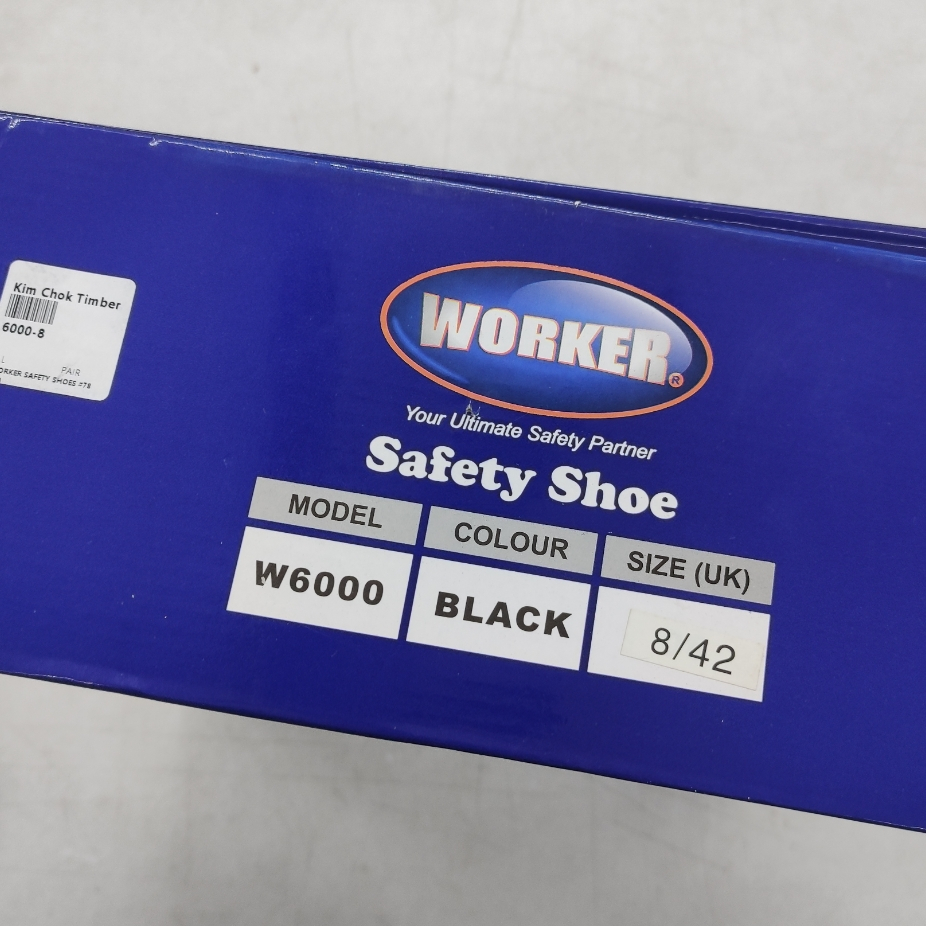 Kim Chok Timber
6000-8
PAIR
SAFETY SHOES #78
WORKER®
Your Ultimate Safety Partner
Safety Shoe
MODEL COLOUR SIZE (UK)
W6000 BLACK 8/42